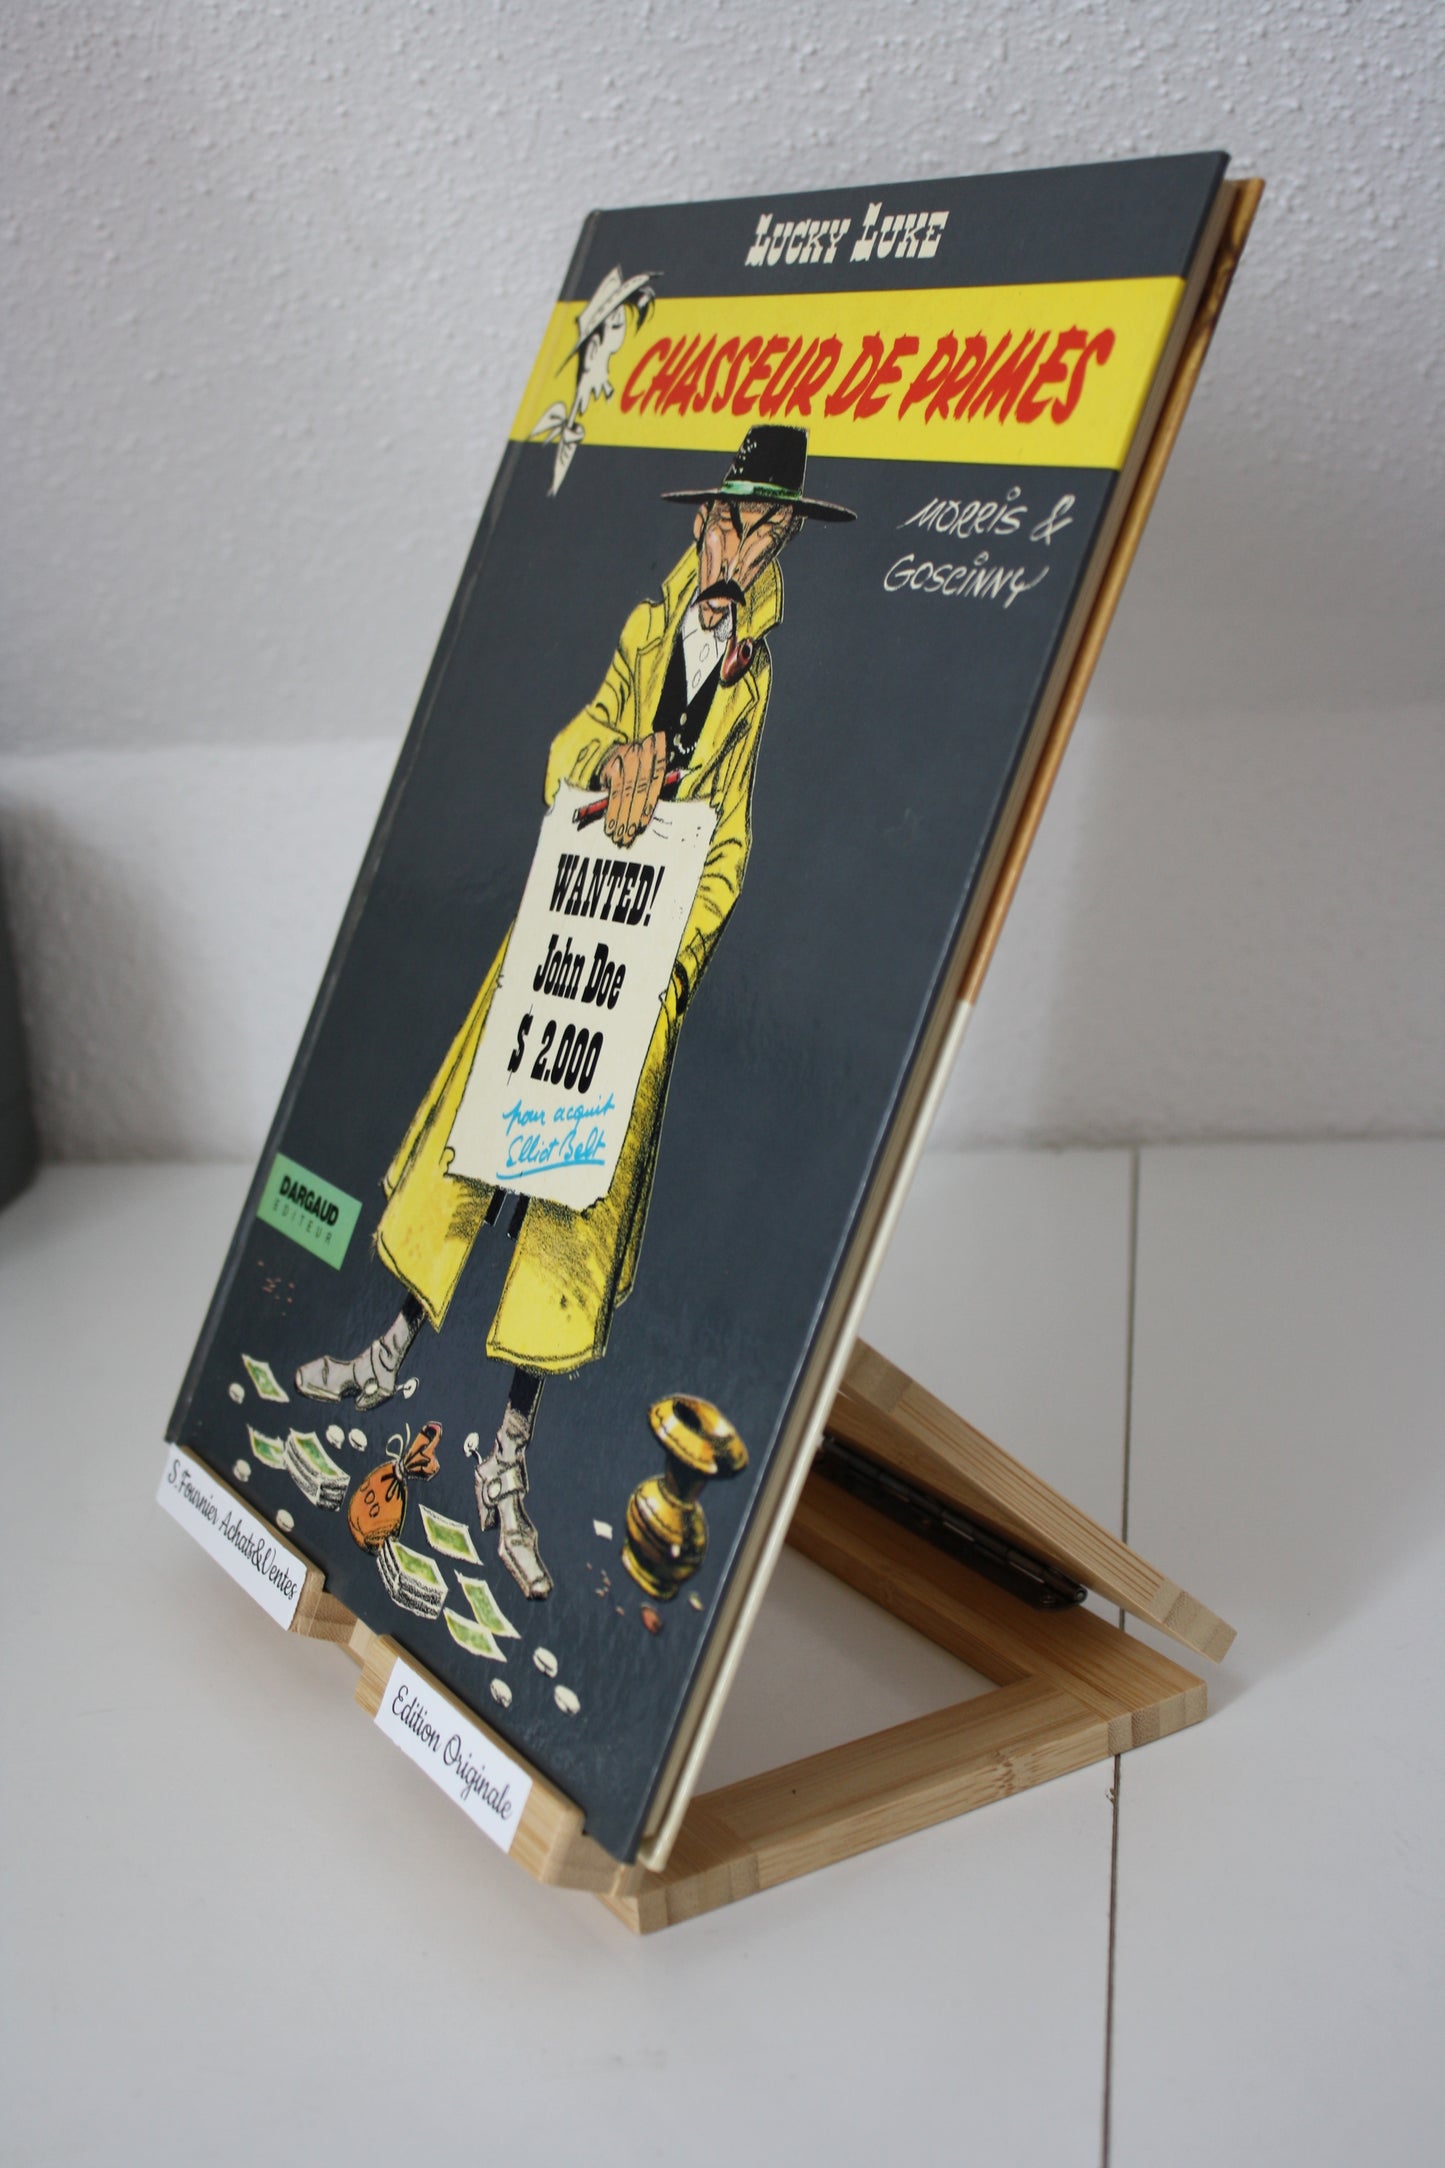 LUCKY LUKE
CHASSEUR DE PRIMES
MORRIS &
GOSCINNY
WANTED!
John Doe
$ 2.000
pour acquit
Elliot Belt
DARGAUD
EDITEUR
S.Fournier Achats&Ventes
Edition Originale